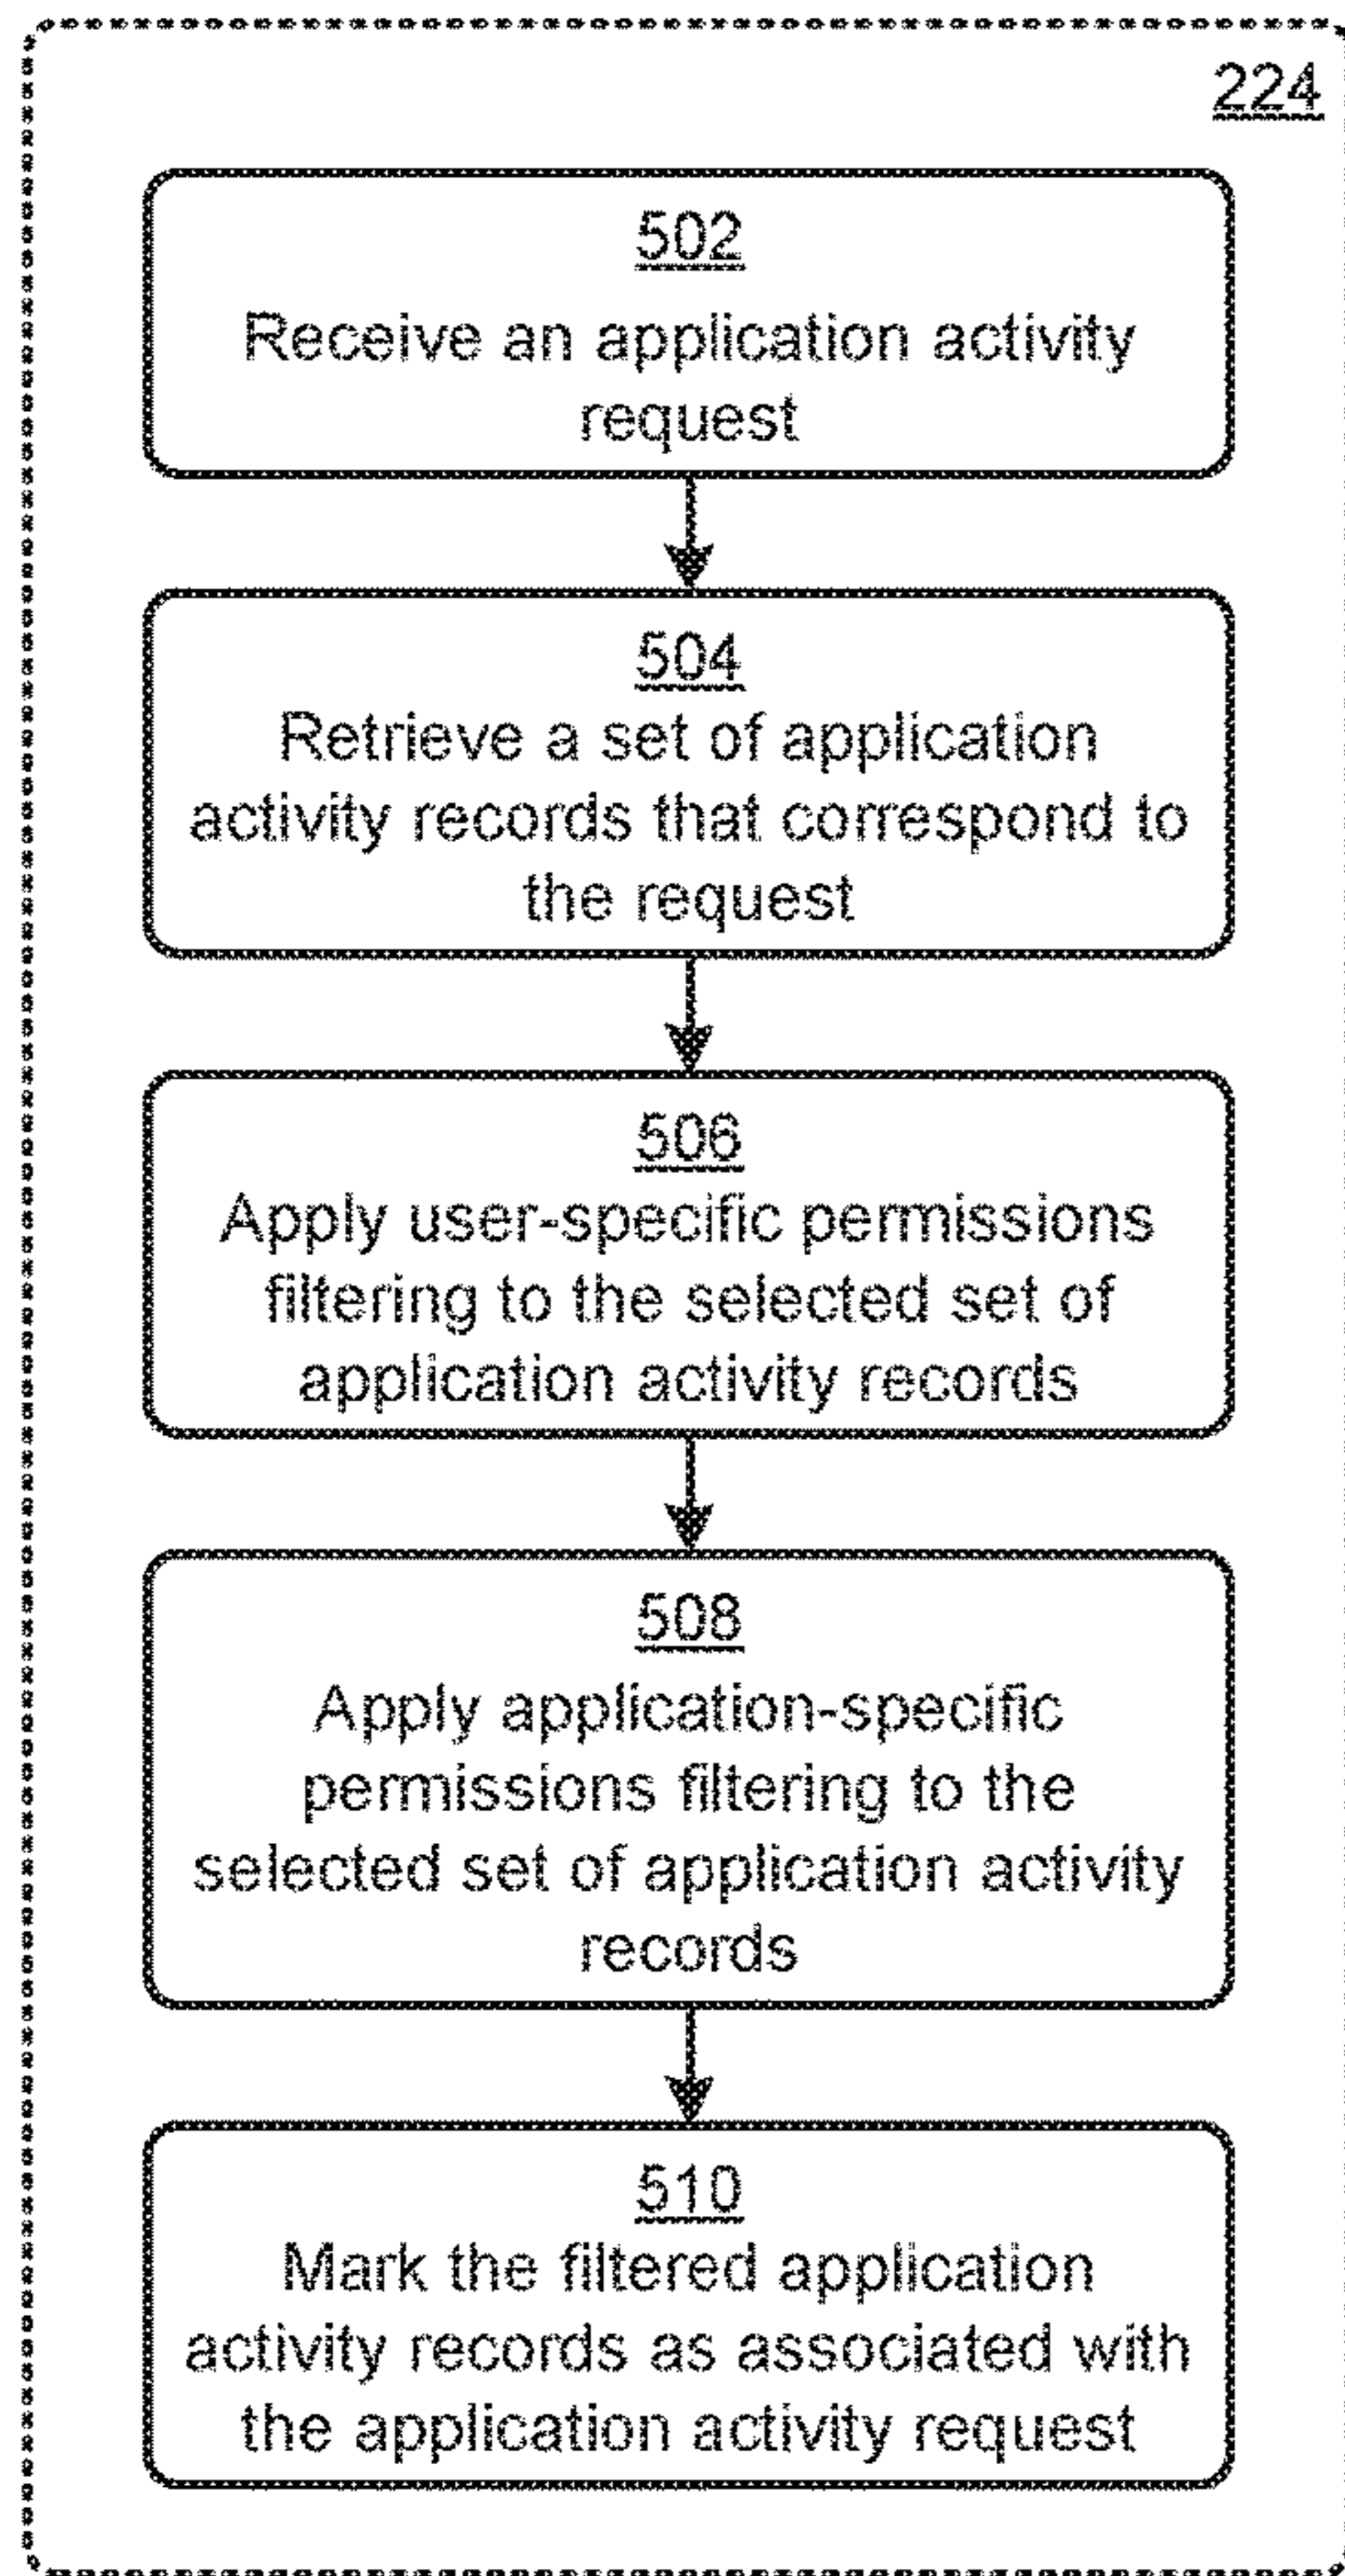 224
502
Receive an application activity
request
504
Retrieve a set of application
activity records that correspond to
the request
506
Apply user-specific permissions
filtering to the selected set of
application activity records
508
Apply application-specific
permissions filtering to the
selected set of application activity
records
510
Mark the filtered application
activity records as associated with
the application activity request